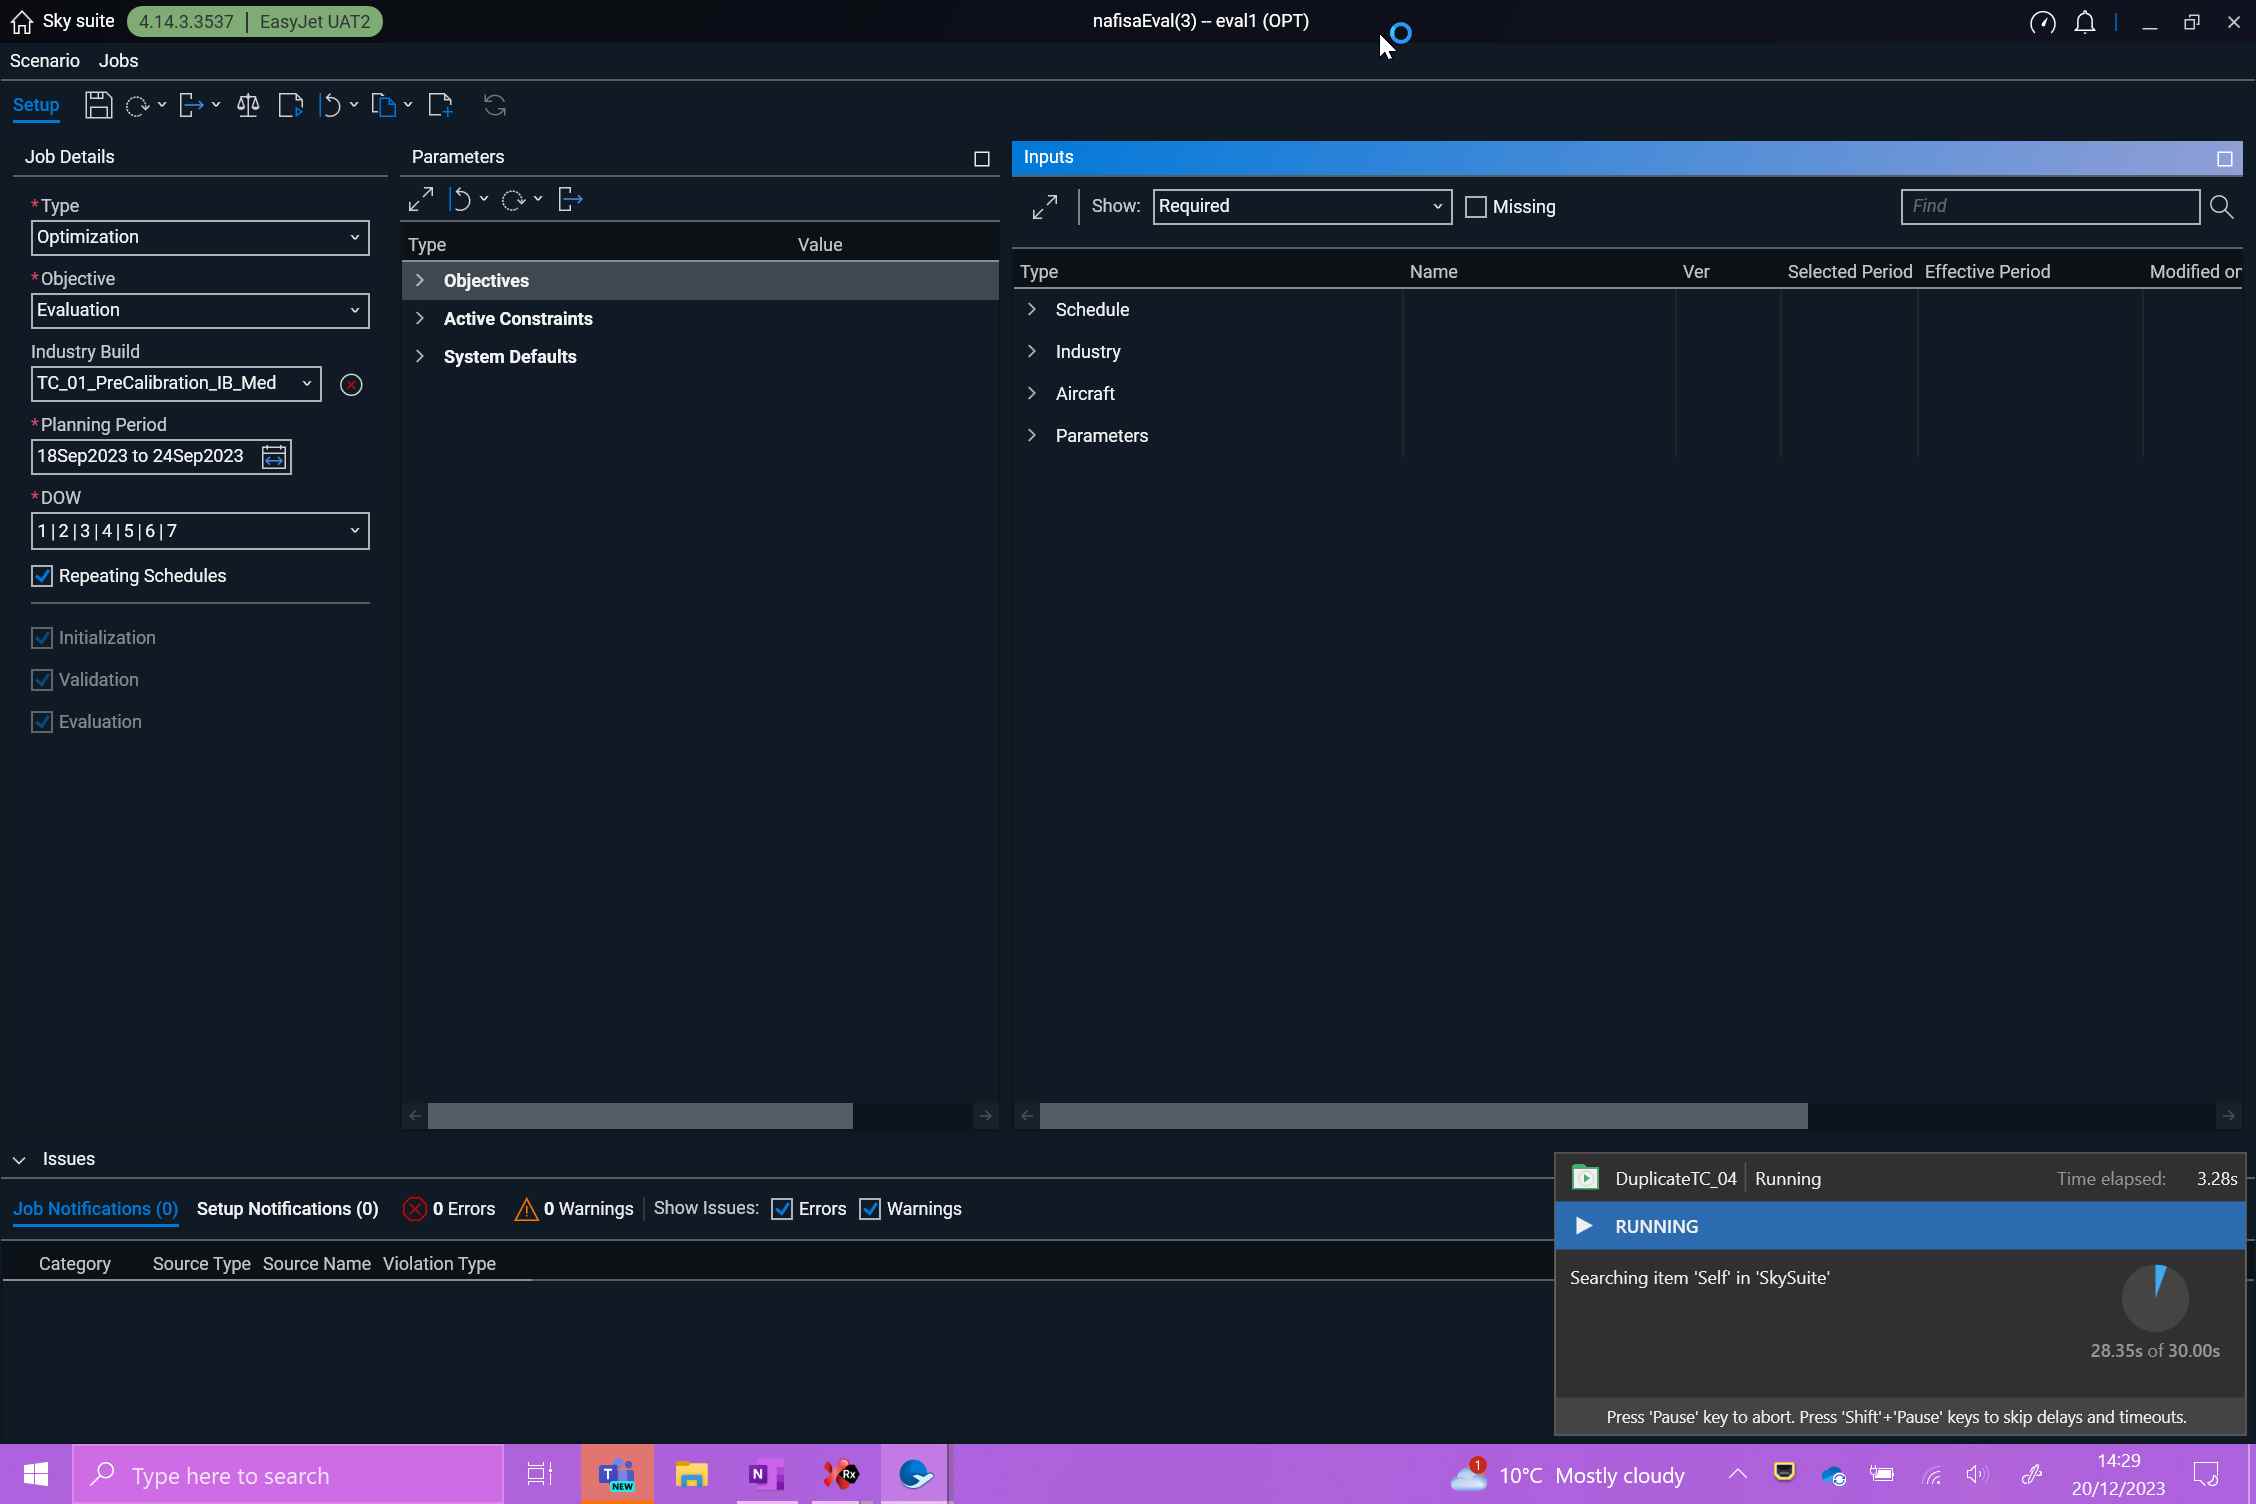 Sky suite 4.14.3.3537 | EasyJet UAT2 nafisaEval(3) -- eval1 (OPT)
Scenario Jobs
Setup
Job Details
*Type
Optimization
*Objective
Evaluation
Industry Build
TC_01_PreCalibration_IB_Med
*Planning Period
18Sep2023 to 24Sep2023
*DOW
1|2|3|4|5|6|7
Repeating Schedules
Initialization
Validation
Evaluation
Parameters
Type Value
Objectives
Active Constraints
System Defaults
Inputs
Show: Required Missing Find
Type Name Ver Selected Period Effective Period Modified or
Schedule
Industry
Aircraft
Parameters
Issues
Job Notifications (0) Setup Notifications (0) 0 Errors 0 Warnings Show Issues: Errors Warnings
Category Source Type Source Name Violation Type
DuplicateTC_04 Running Time elapsed: 3.28s
RUNNING
Searching item 'Self' in 'SkySuite'
28.35s of 30.00s
Press 'Pause' key to abort. Press 'Shift'+'Pause' keys to skip delays and timeouts.
Type here to search
T NEW
N
Rx
1
10°C Mostly cloudy
14:29
20/12/2023